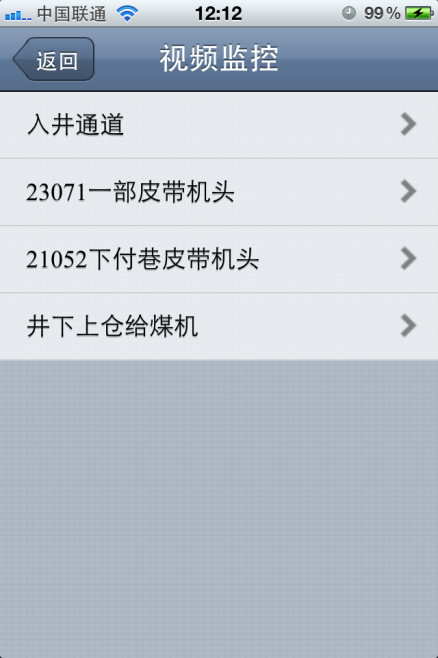 中国联通 12:12 99%
返回 视频监控
入井通道
23071一部皮带机头
21052下付巷皮带机头
井下上仓给煤机